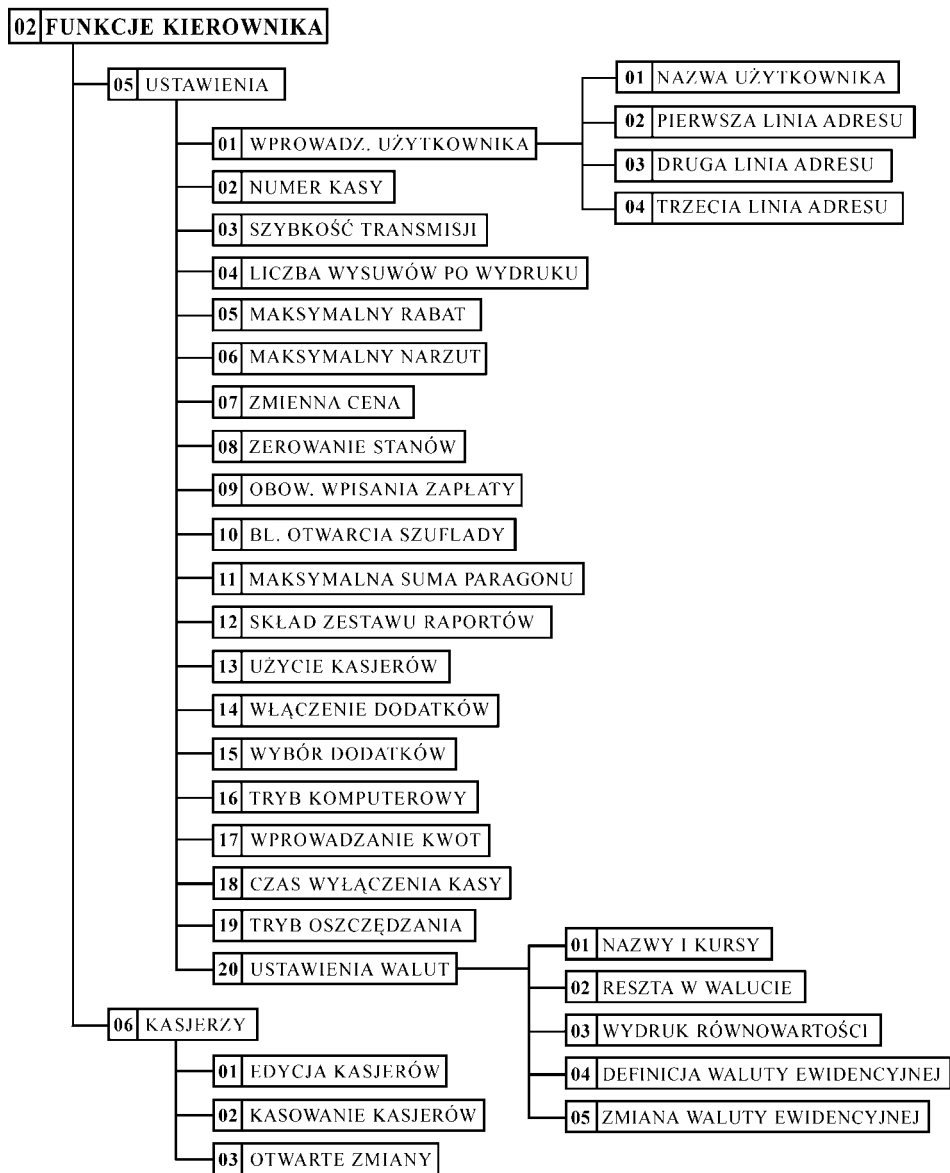 02 FUNKCJE KIEROWNIKA
05 USTAWIENIA
01 WPROWADZ. UŻYTKOWNIKA
01 NAZWA UŻYTKOWNIKA
02 PIERWSZA LINIA ADRESU
03 DRUGA LINIA ADRESU
04 TRZECIA LINIA ADRESU
02 NUMER KASY
03 SZYBKOŚĆ TRANSMISJI
04 LICZBA WYSUWÓW PO WYDRUKU
05 MAKSYMALNY RABAT
06 MAKSYMALNY NARZUT
07 ZMIENNA CENA
08 ZEROWANIE STANÓW
09 OBOW. WPISANIA ZAPŁATY
10 BL. OTWARCIA SZUFLADY
11 MAKSYMALNA SUMA PARAGONU
12 SKŁAD ZESTAWU RAPORTÓW
13 UŻYCIE KASJERÓW
14 WŁĄCZENIE DODATKÓW
15 WYBÓR DODATKÓW
16 TRYB KOMPUTEROWY
17 WPROWADZANIE KWOT
18 CZAS WYŁĄCZENIA KASY
19 TRYB OSZCZĘDZANIA
20 USTAWIENIA WALUT
01 NAZWY I KURSY
02 RESZTA W WALUCIE
03 WYDRUK RÓWNOWARTOŚCI
04 DEFINICJA WALUTY EWIDENCYJNEJ
05 ZMIANA WALUTY EWIDENCYJNEJ
06 KASJERZY
01 EDYCJA KASJERÓW
02 KASOWANIE KASJERÓW
03 OTWARTE ZMIANY